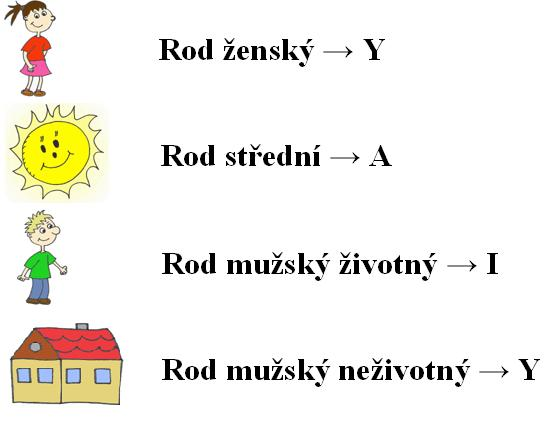 Rod ženský → Y
Rod střední → A
Rod mužský životný → I
Rod mužský neživotný → Y